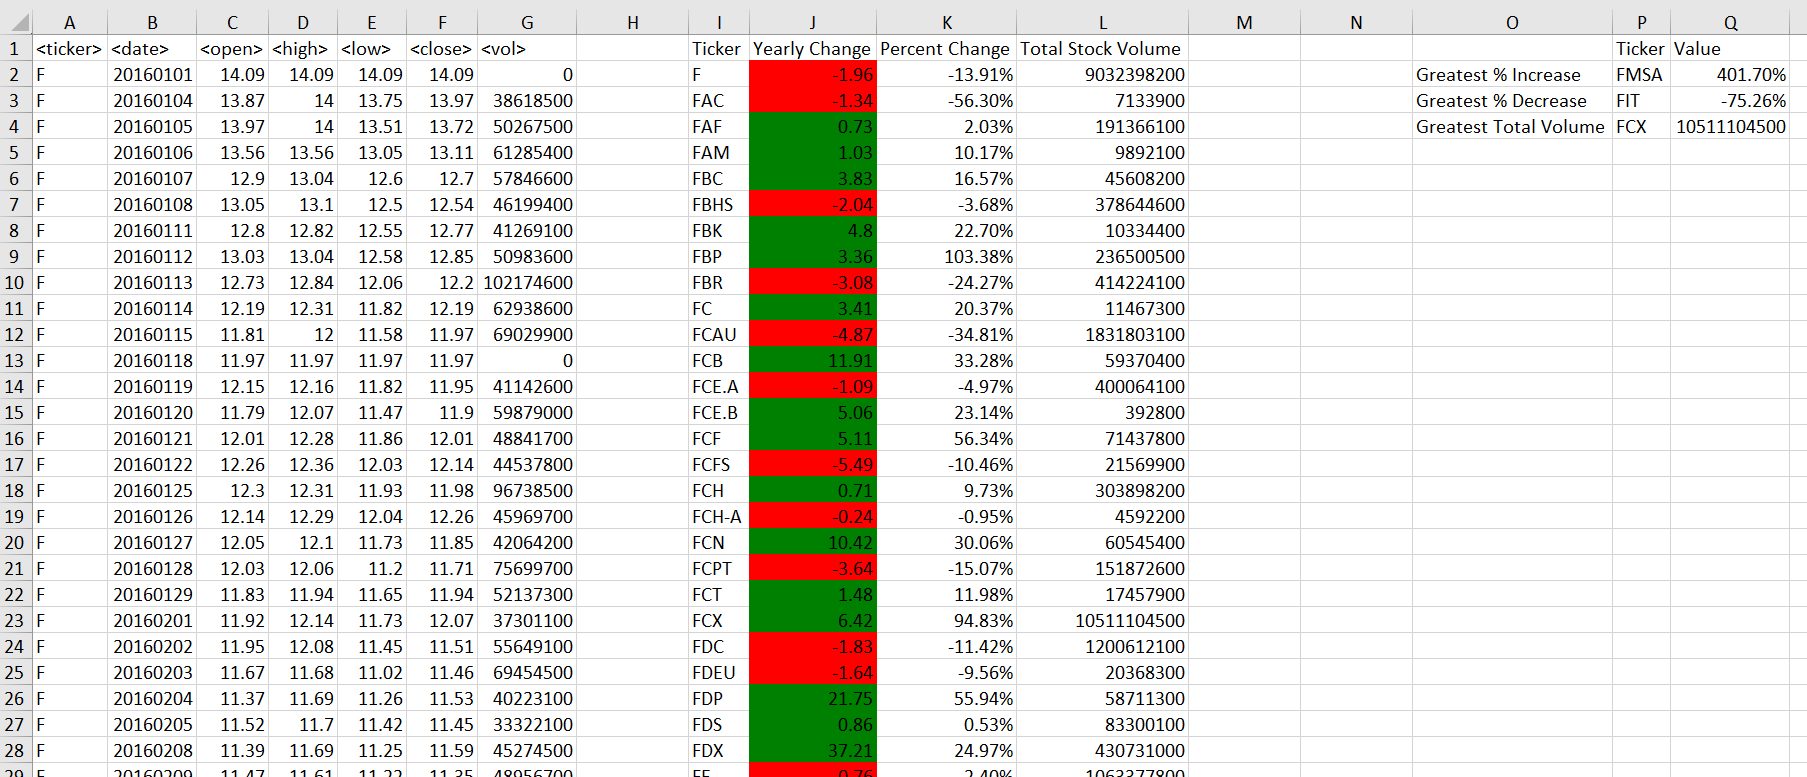 A B C D E F G H I J K L M N O P Q
1 <ticker> <date> <open> <high> <low> <close> <vol> Ticker Yearly Change Percent Change Total Stock Volume Ticker Value
2 F 20160101 14.09 14.09 14.09 14.09 0 F -1.96 -13.91% 9032398200 Greatest % Increase FMSA 401.70%
3 F 20160104 13.87 14 13.75 13.97 38618500 FAC -1.34 -56.30% 7133900 Greatest % Decrease FIT -75.26%
4 F 20160105 13.97 14 13.51 13.72 50267500 FAF 0.73 2.03% 191366100 Greatest Total Volume FCX 10511104500
5 F 20160106 13.56 13.56 13.05 13.11 61285400 FAM 1.03 10.17% 9892100
6 F 20160107 12.9 13.04 12.6 12.7 57846600 FBC 3.83 16.57% 45608200
7 F 20160108 13.05 13.1 12.5 12.54 46199400 FBHS -2.04 -3.68% 378644600
8 F 20160111 12.8 12.82 12.55 12.77 41269100 FBK 4.8 22.70% 10334400
9 F 20160112 13.03 13.04 12.58 12.85 50983600 FBP 3.36 103.38% 236500500
10 F 20160113 12.73 12.84 12.06 12.2 102174600 FBR -3.08 -24.27% 414224100
11 F 20160114 12.19 12.31 11.82 12.19 62938600 FC 3.41 20.37% 11467300
12 F 20160115 11.81 12 11.58 11.97 69029900 FCAU -4.87 -34.81% 1831803100
13 F 20160118 11.97 11.97 11.97 11.97 0 FCB 11.91 33.28% 59370400
14 F 20160119 12.15 12.16 11.82 11.95 41142600 FCE.A -1.09 -4.97% 400064100
15 F 20160120 11.79 12.07 11.47 11.9 59879000 FCE.B 5.06 23.14% 392800
16 F 20160121 12.01 12.28 11.86 12.01 48841700 FCF 5.11 56.34% 71437800
17 F 20160122 12.26 12.36 12.03 12.14 44537800 FCFS -5.49 -10.46% 21569900
18 F 20160125 12.3 12.31 11.93 11.98 96738500 FCH 0.71 9.73% 303898200
19 F 20160126 12.14 12.29 12.04 12.26 45969700 FCH-A -0.24 -0.95% 4592200
20 F 20160127 12.05 12.1 11.73 11.85 42064200 FCN 10.42 30.06% 60545400
21 F 20160128 12.03 12.06 11.2 11.71 75699700 FCPT -3.64 -15.07% 151872600
22 F 20160129 11.83 11.94 11.65 11.94 52137300 FCT 1.48 11.98% 17457900
23 F 20160201 11.92 12.14 11.73 12.07 37301100 FCX 6.42 94.83% 10511104500
24 F 20160202 11.95 12.08 11.45 11.51 55649100 FDC -1.83 -11.42% 1200612100
25 F 20160203 11.67 11.68 11.02 11.46 69454500 FDEU -1.64 -9.56% 20368300
26 F 20160204 11.37 11.69 11.26 11.53 40223100 FDP 21.75 55.94% 58711300
27 F 20160205 11.52 11.7 11.42 11.45 33322100 FDS 0.86 0.53% 83300100
28 F 20160208 11.39 11.69 11.25 11.59 45274500 FDX 37.21 24.97% 430731000